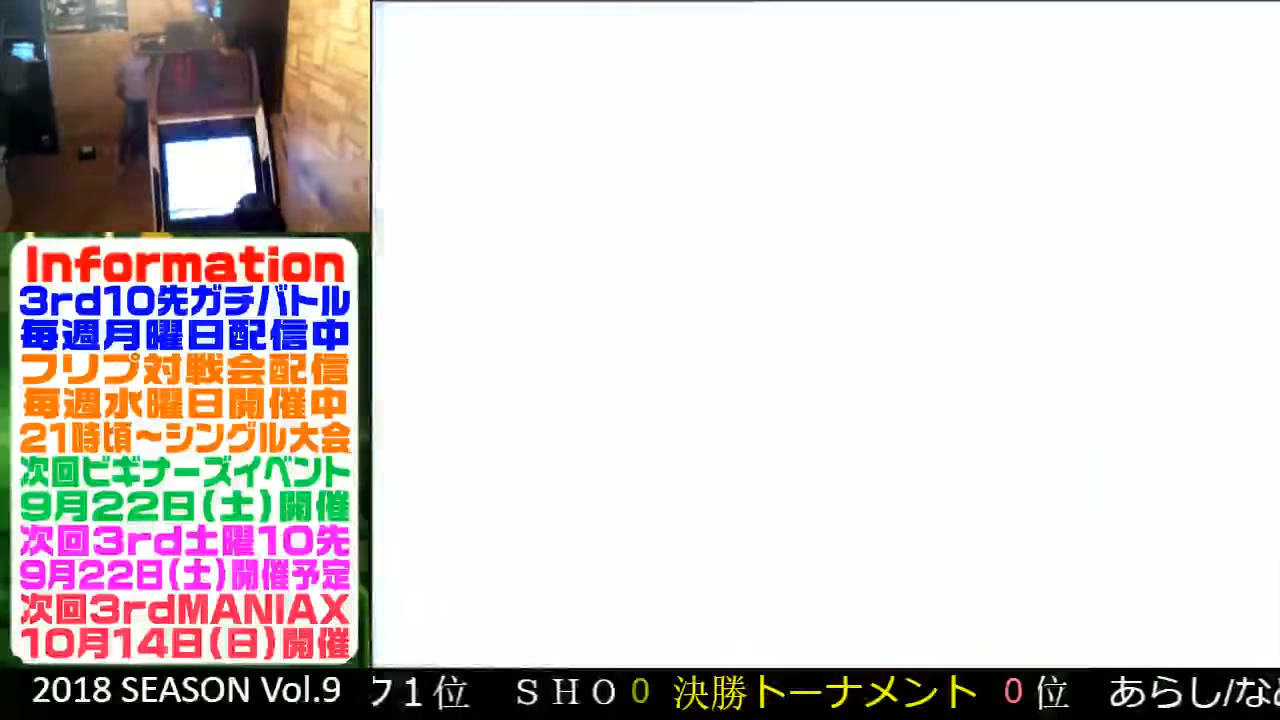 Information
3rd10先ガチバトル
毎週月曜日配信中
フリプ対戦会配信
毎週水曜日開催中
21時頃～シングル大会
次回ビギナーズイベント
9月22日(土)開催
次回3rd土曜10先
9月22日(土)開催予定
次回3rdMANIAX
10月14日(日)開催
2018 SEASON Vol.9 1位 ＳＨＯ0 決勝トーナメント 0位 あらし/な